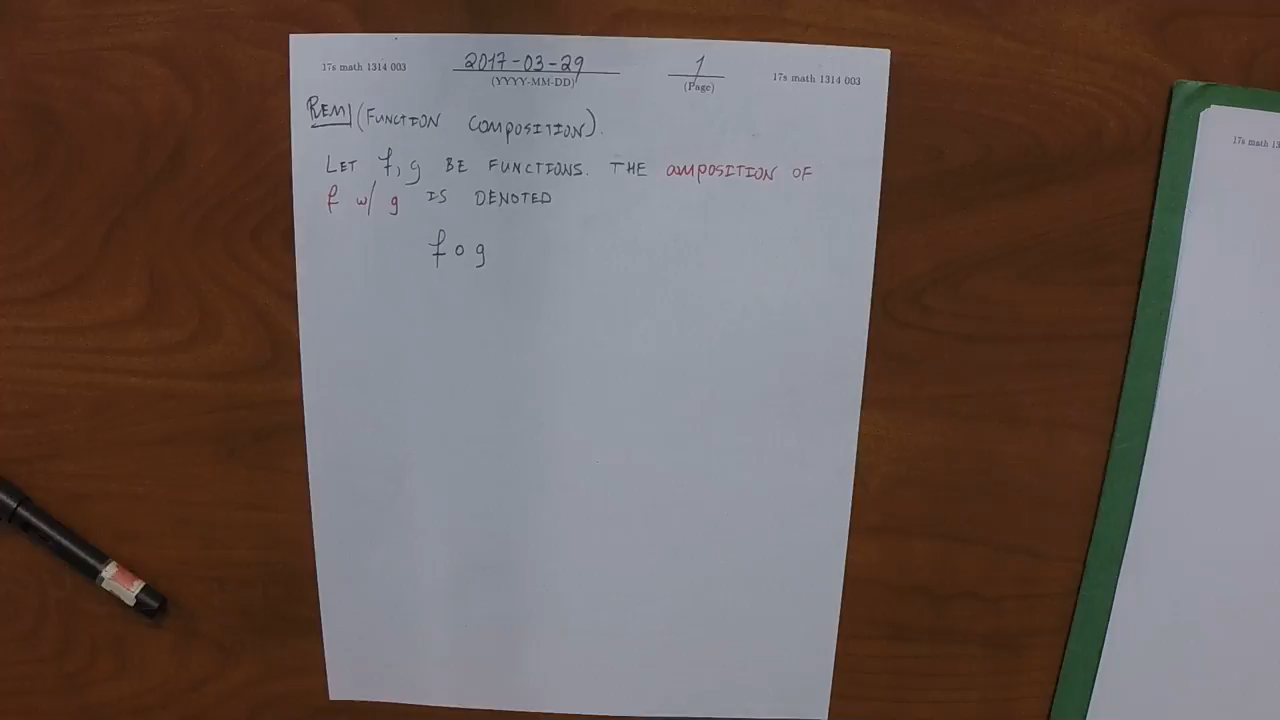 17s math 1314 003 2017-03-29 1 17s math 1314 003
(YYYY-MM-DD) (Page)
REM (FUNCTION COMPOSITION).
LET f, g BE FUNCTIONS. THE COMPOSITION OF
f w/ g IS DENOTED
f o g
17s math 13